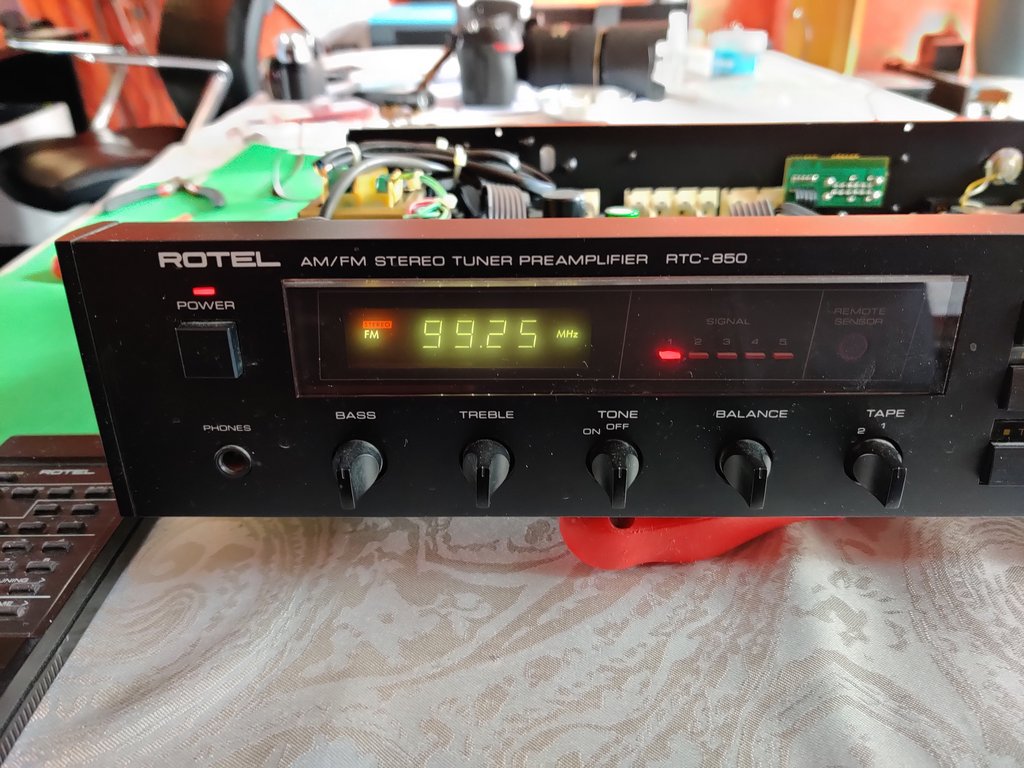 ROTEL AM/FM STEREO TUNER PREAMPLIFIER RTC-850
POWER
STEREO
FM 99.25 MHz
SIGNAL
1 2 3 4 5
REMOTE
SENSOR
PHONES
BASS TREBLE TONE BALANCE TAPE
ON OFF
2 1
ROTEL